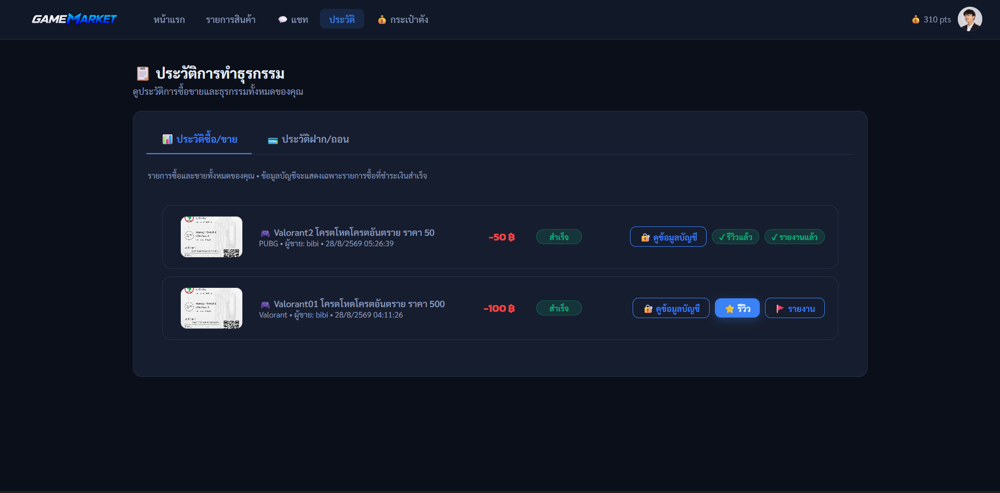 GAMEMARKET
หน้าแรก
รายการสินค้า
แชท
ประวัติ
กระเป๋าตัง
310 pts
ประวัติการทำธุรกรรม
ดูประวัติการซื้อขายและธุรกรรมทั้งหมดของคุณ
ประวัติซื้อ/ขาย
ประวัติฝาก/ถอน
รายการซื้อและขายทั้งหมดของคุณ • ข้อมูลบัญชีจะแสดงเฉพาะรายการซื้อที่ชำระเงินสำเร็จ
Valorant2 โครตโหดโครตอันตราย ราคา 50
PUBG • ผู้ขาย: bibi • 28/8/2569 05:26:39
-50 ฿
สำเร็จ
ดูข้อมูลบัญชี
✓ รีวิวแล้ว
✓ รายงานแล้ว
Valorant01 โครตโหดโครตอันตราย ราคา 500
Valorant • ผู้ขาย: bibi • 28/8/2569 04:11:26
-100 ฿
สำเร็จ
ดูข้อมูลบัญชี
รีวิว
รายงาน